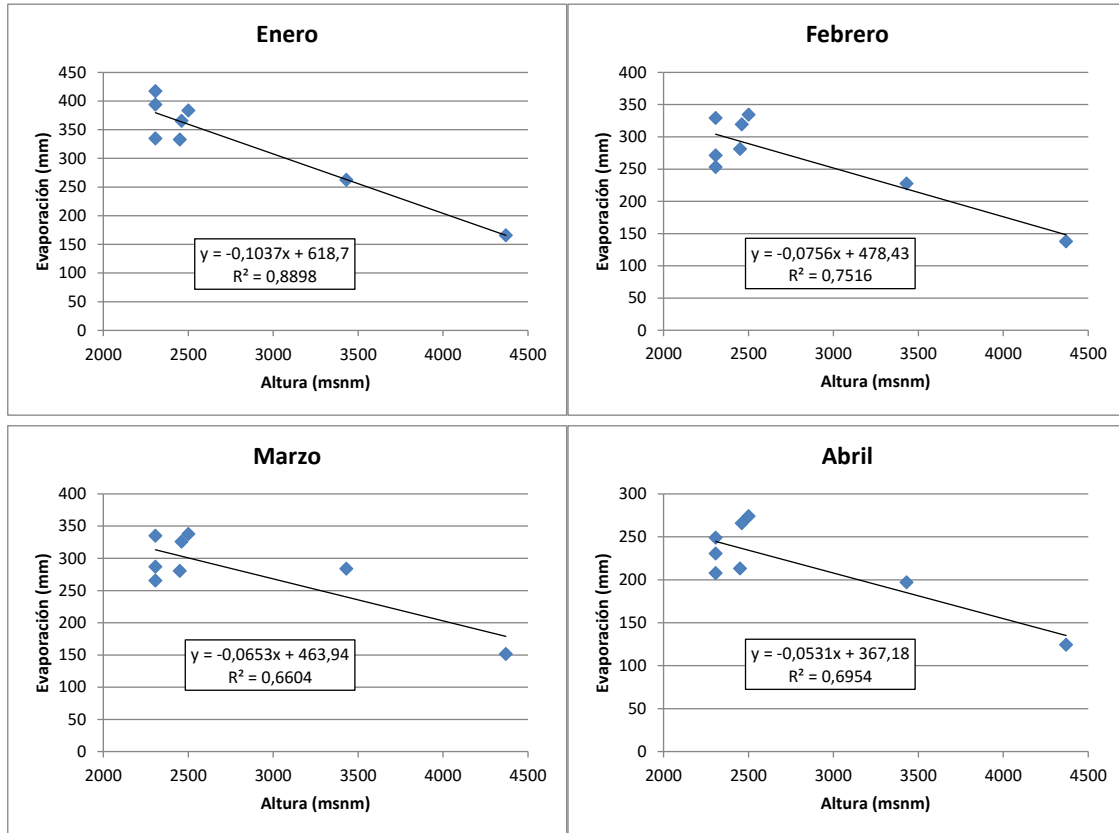 Enero
Evaporación (mm)
450
400
350
300
250
200
150
100
50
0
y = -0,1037x + 618,7
R² = 0,8898
2000 2500 3000 3500 4000 4500
Altura (msnm)
Febrero
Evaporación (mm)
400
350
300
250
200
150
100
50
0
y = -0,0756x + 478,43
R² = 0,7516
2000 2500 3000 3500 4000 4500
Altura (msnm)
Marzo
Evaporación (mm)
400
350
300
250
200
150
100
50
0
y = -0,0653x + 463,94
R² = 0,6604
2000 2500 3000 3500 4000 4500
Altura (msnm)
Abril
Evaporación (mm)
300
250
200
150
100
50
0
y = -0,0531x + 367,18
R² = 0,6954
2000 2500 3000 3500 4000 4500
Altura (msnm)